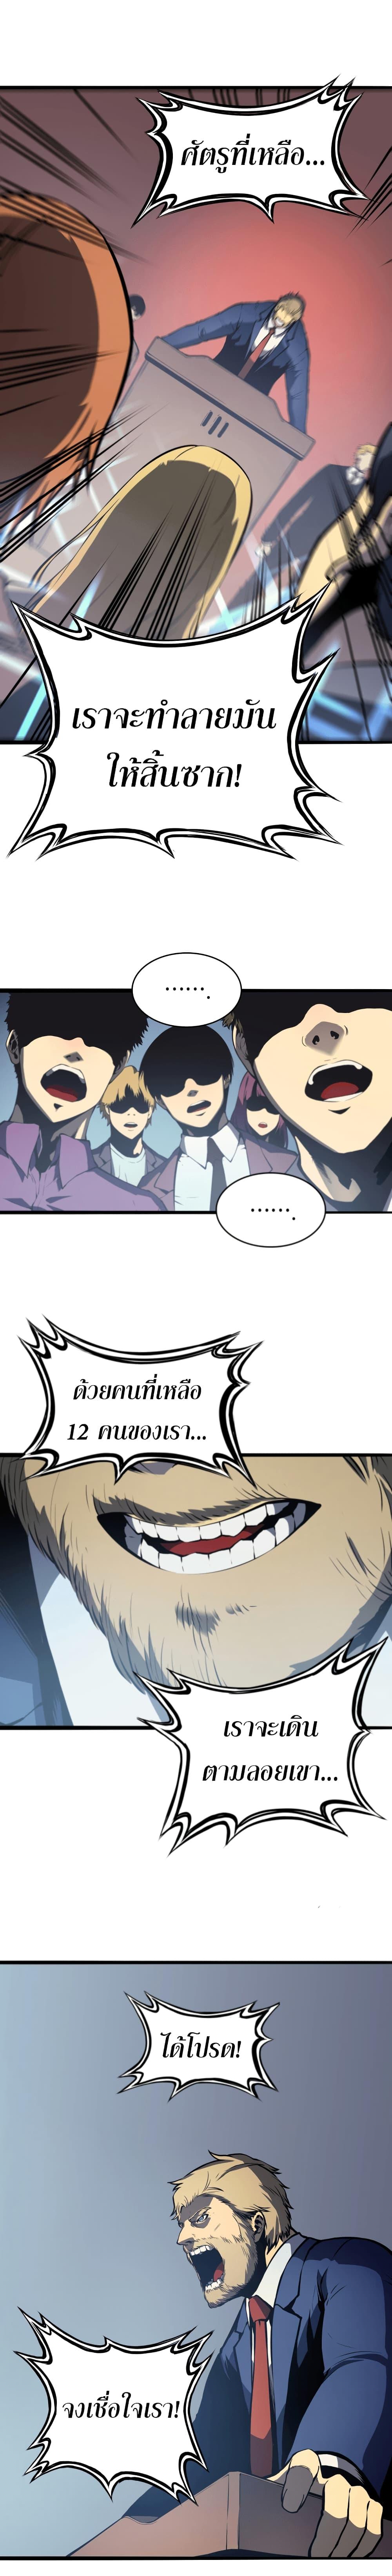 ศัตรูที่เหลือ...
เราจะทำลายมัน
ให้สิ้นซาก!
.......
.......
ด้วยคนที่เหลือ
12 คนของเรา...
เราจะเดิน
ตามลอยเขา...
ได้โปรด!
จงเชื่อใจเรา!